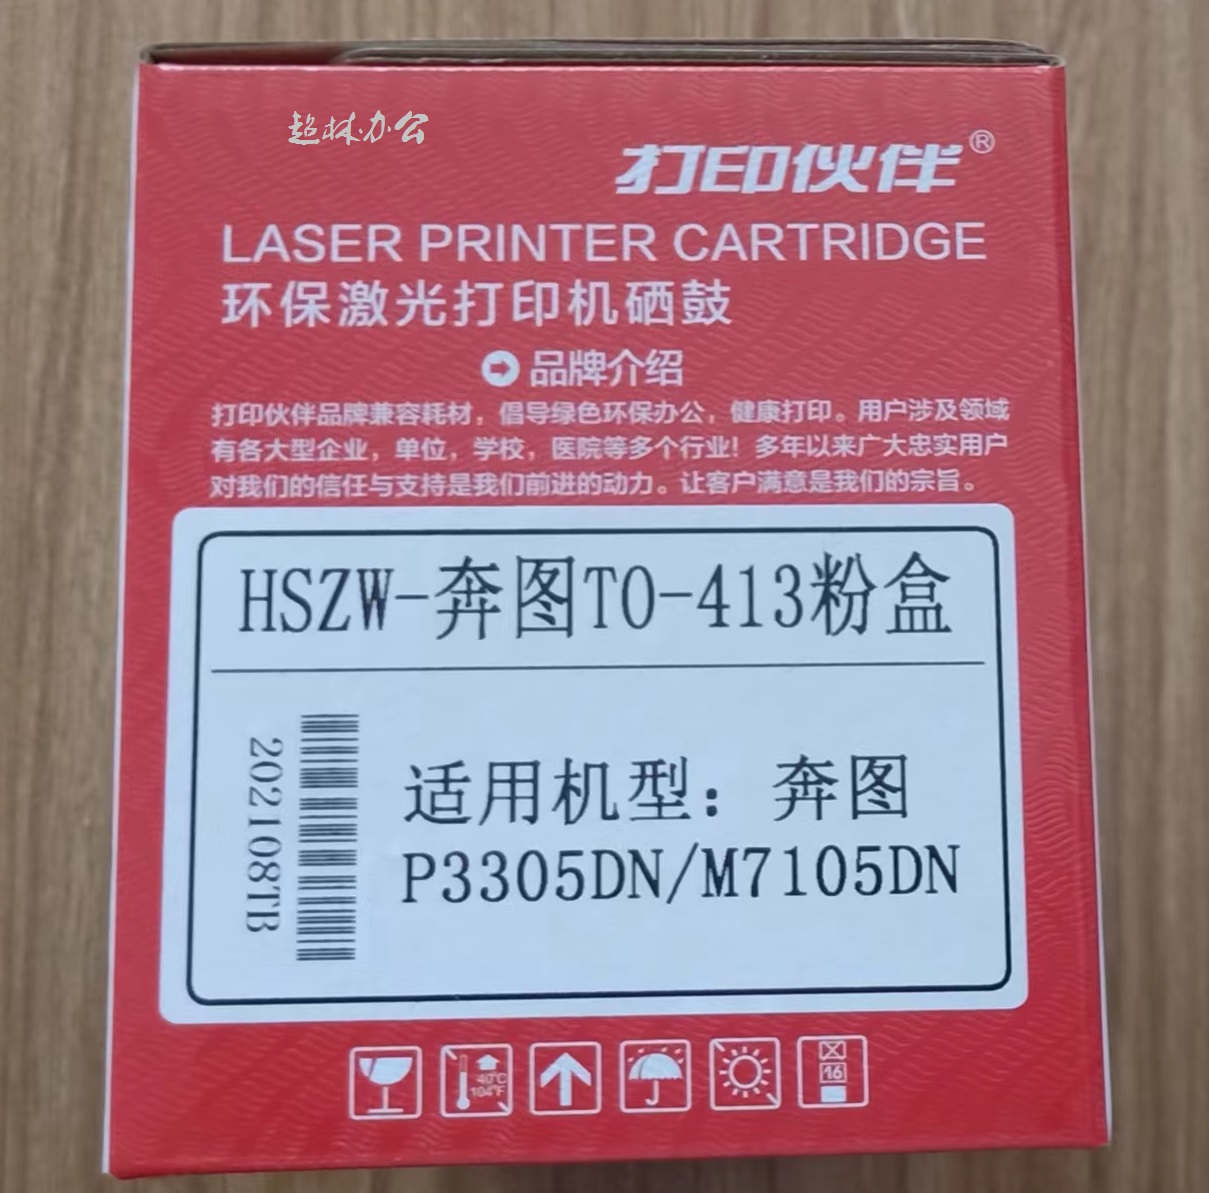 超林办公
打印伙伴®
LASER PRINTER CARTRIDGE
环保激光打印机硒鼓
品牌介绍
打印伙伴品牌兼容耗材，倡导绿色环保办公，健康打印。用户涉及领域
有各大型企业，单位，学校，医院等多个行业！多年以来广大忠实用户
对我们的信任与支持是我们前进的动力。让客户满意是我们的宗旨。
HSZW-奔图TO-413粉盒
适用机型：奔图
P3305DN/M7105DN
202108TB
40℃
104℉
16